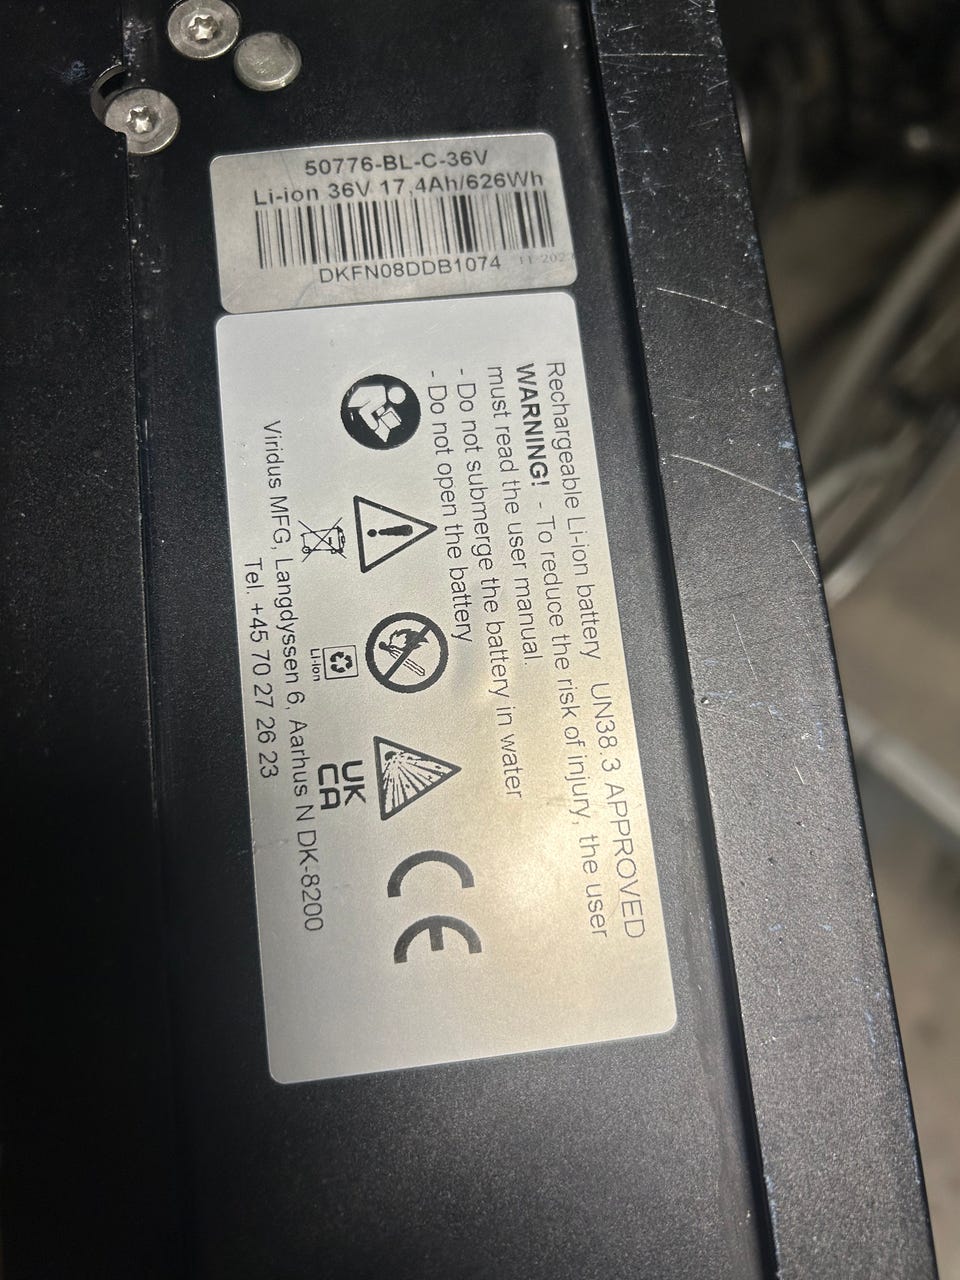 50776-BL-C-36V
Li-ion 36V 17,4Ah/626Wh
DKFN08DDB1074
Rechargeable Li-ion battery UN38.3 APPROVED
WARNING! - To reduce the risk of injury, the user
must read the user manual.
- Do not submerge the battery in water
- Do not open the battery
Li-ion
UK
CA
CE
Viridus MFG, Langdyssen 6, Aarhus N DK-8200
Tel. +45 70 27 26 23